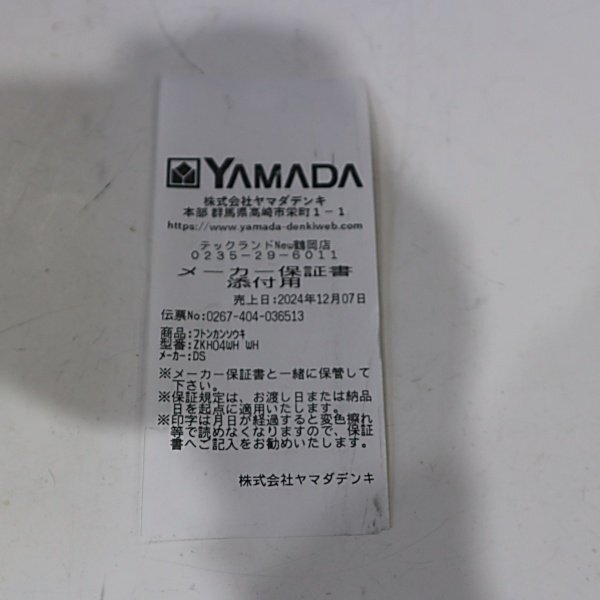 YAMADA
株式会社ヤマダデンキ
本部 群馬県高崎市栄町1-1
https://www.yamada-denkiweb.com
テックランドNew鶴岡店
0235-29-6011
メーカー保証書
添付用
売上日:2024年12月07日
伝票No:0267-404-036513
商品:フトンカンソウキ
型番:ZKH04WH WH
メーカー:DS
※メーカー保証書と一緒に保管して
下さい。
※保証規定は、お渡し日または納品
日を起点に適用いたします。
※印字は月日が経過すると変色擦れ
等で読めなくなりますので、保証
書へご記入をお勧めいたします。
株式会社ヤマダデンキ